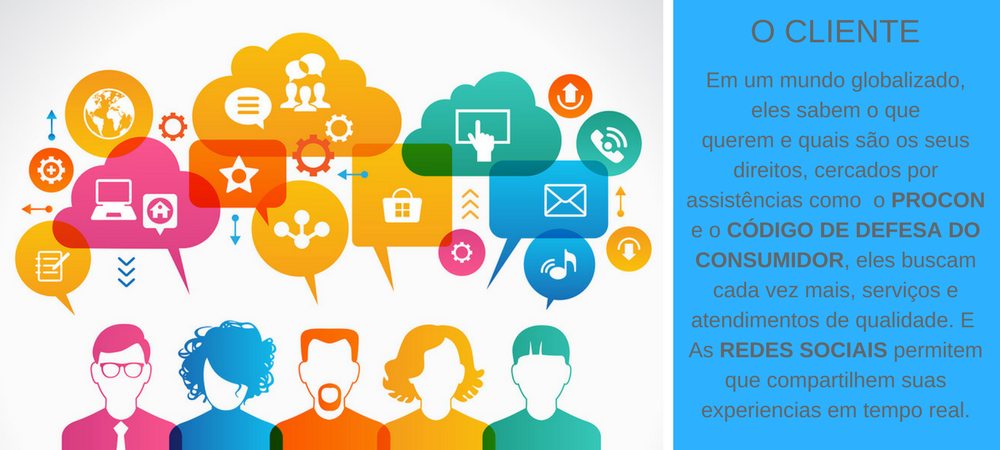 O CLIENTE
Em um mundo globalizado,
eles sabem o que
querem e quais são os seus
direitos, cercados por
assistências como  o PROCON
e o CÓDIGO DE DEFESA DO
CONSUMIDOR, eles buscam
cada vez mais, serviços e
atendimentos de qualidade. E
As REDES SOCIAIS permitem
que compartilhem suas
experiencias em tempo real.